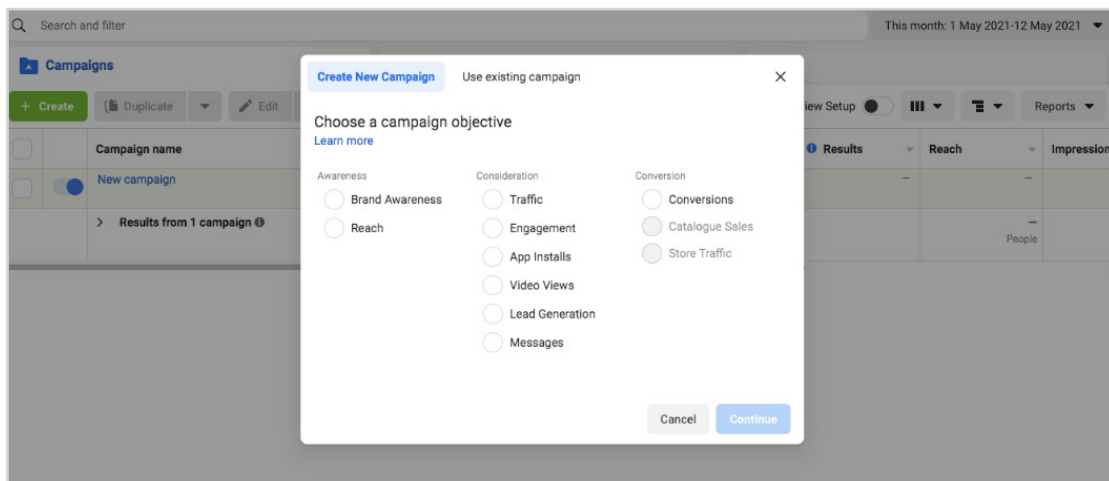 Search and filter
This month: 1 May 2021-12 May 2021
Campaigns
+ Create
Duplicate
Edit
Setup
Reports
Create New Campaign
Use existing campaign
Choose a campaign objective
Learn more
Awareness
Brand Awareness
Reach
Consideration
Traffic
Engagement
App Installs
Video Views
Lead Generation
Messages
Conversion
Conversions
Catalogue Sales
Store Traffic
Cancel
Continue
Campaign name
Results
Reach
New campaign
–
–
Results from 1 campaign
–
People